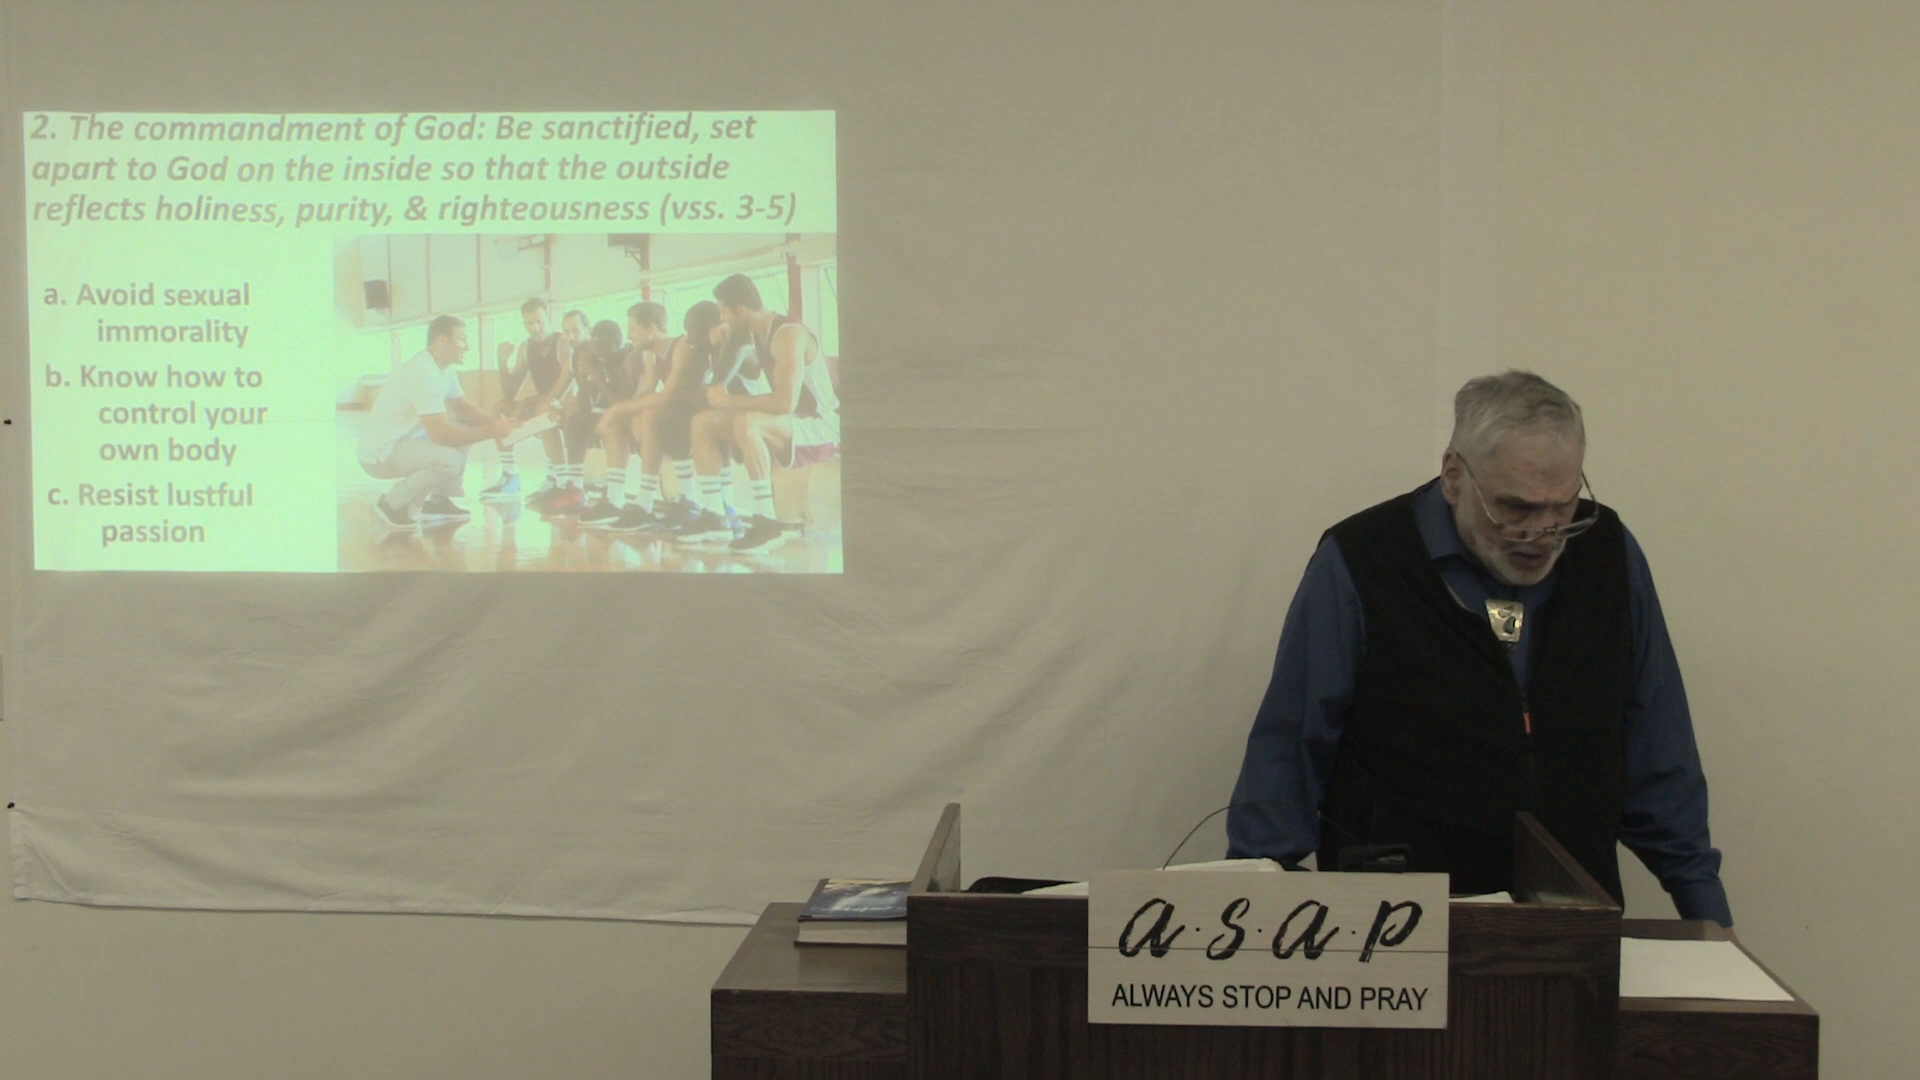 2. The commandment of God: Be sanctified, set
apart to God on the inside so that the outside
reflects holiness, purity, & righteousness (vss. 3-5)
a. Avoid sexual
immorality
b. Know how to
control your
own body
c. Resist lustful
passion
a.s.a.p
ALWAYS STOP AND PRAY